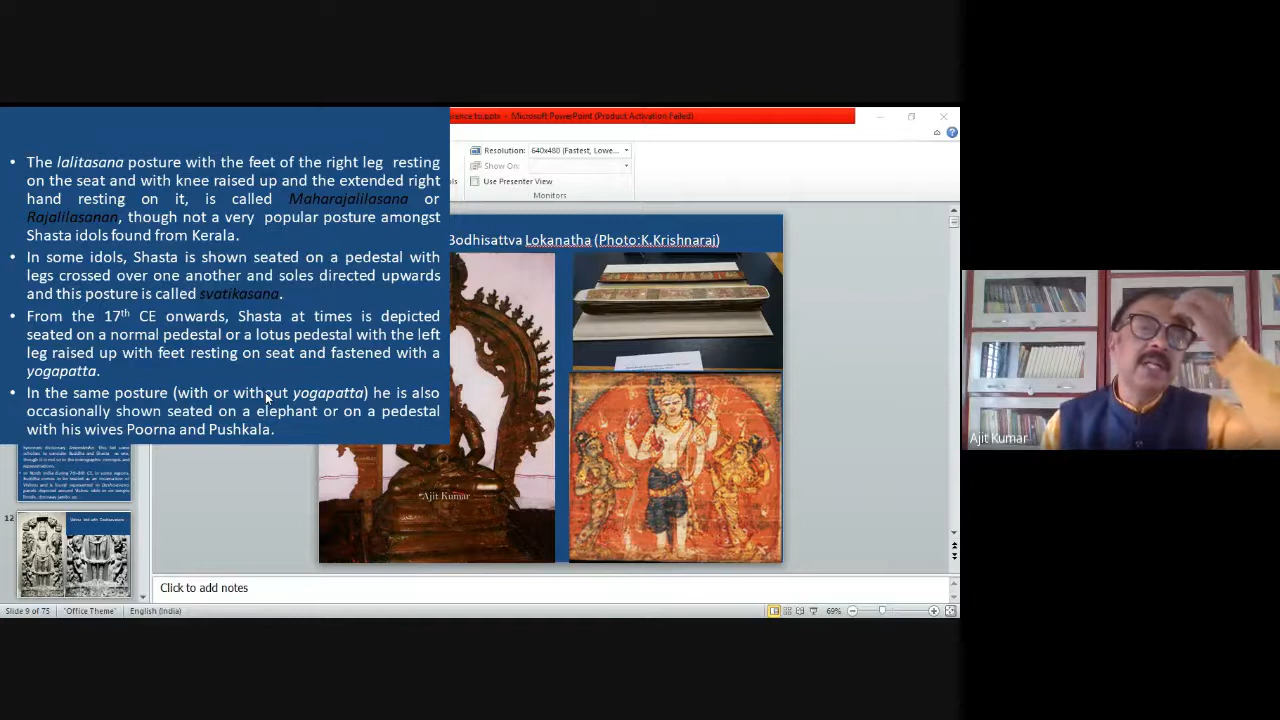 erance to.pptx - Microsoft PowerPoint (Product Activation Failed)
Resolution: 640x480 (Fastest, Lowe...
Show On:
Use Presenter View
Monitors
• The lalitasana posture with the feet of the right leg resting
on the seat and with knee raised up and the extended right
hand resting on it, is called Maharajalilasana or
Rajalilasanan, though not a very popular posture amongst
Shasta idols found from Kerala.
• In some idols, Shasta is shown seated on a pedestal with
legs crossed over one another and soles directed upwards
and this posture is called svatikasana.
• From the 17th CE onwards, Shasta at times is depicted
seated on a normal pedestal or a lotus pedestal with the left
leg raised up with feet resting on seat and fastened with a
yogapatta.
• In the same posture (with or without yogapatta) he is also
occasionally shown seated on a elephant or on a pedestal
with his wives Poorna and Pushkala.
Bodhisattva Lokanatha (Photo:K.Krishnaraj)
*Ajit Kumar
12
Click to add notes
Slide 9 of 75
"Office Theme"
English (India)
69%
Ajit Kumar